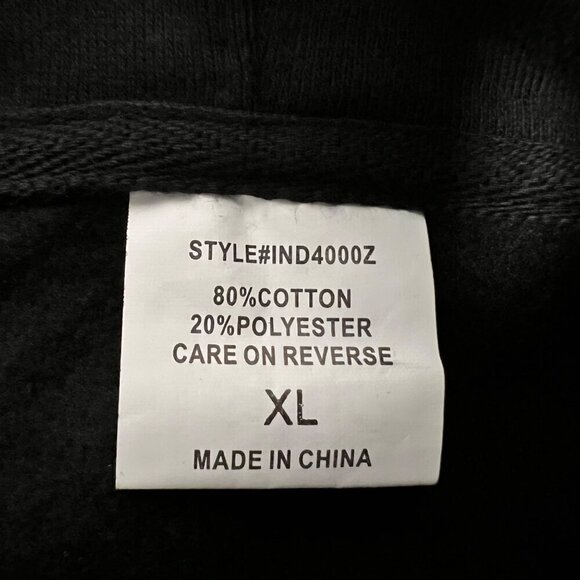 STYLE#IND4000Z
80%COTTON
20%POLYESTER
CARE ON REVERSE
XL
MADE IN CHINA